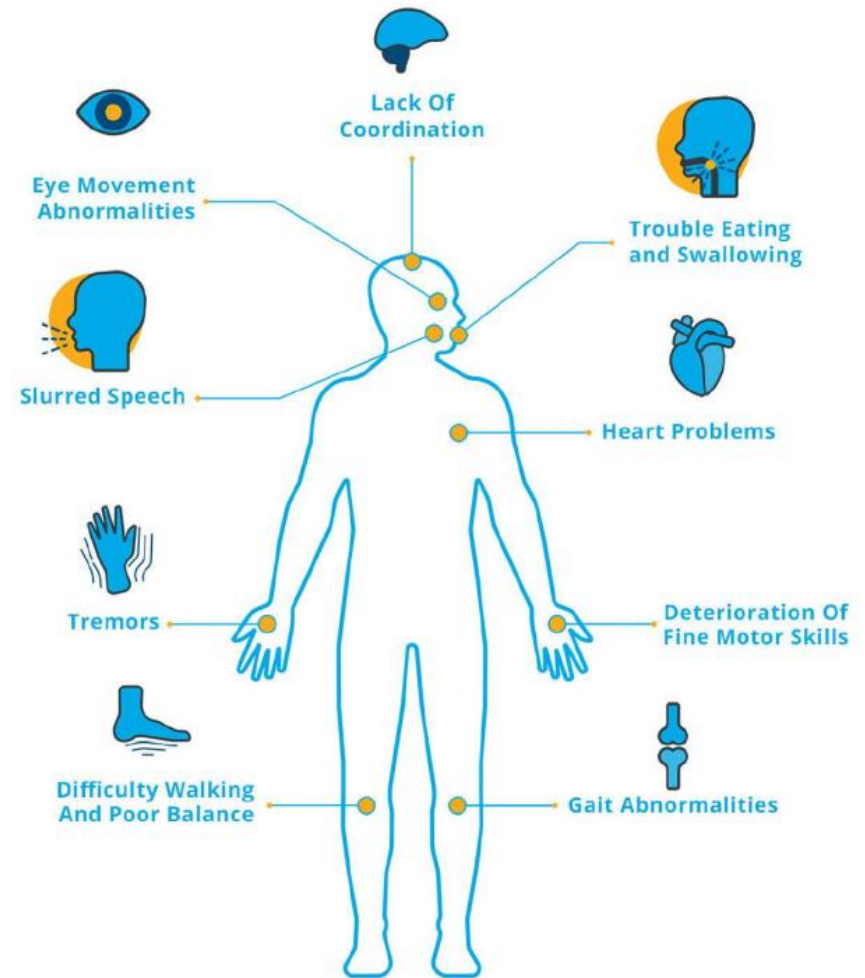 Lack Of
Coordination
Eye Movement
Abnormalities
Trouble Eating
and Swallowing
Slurred Speech
Heart Problems
Tremors
Deterioration Of
Fine Motor Skills
Difficulty Walking
And Poor Balance
Gait Abnormalities